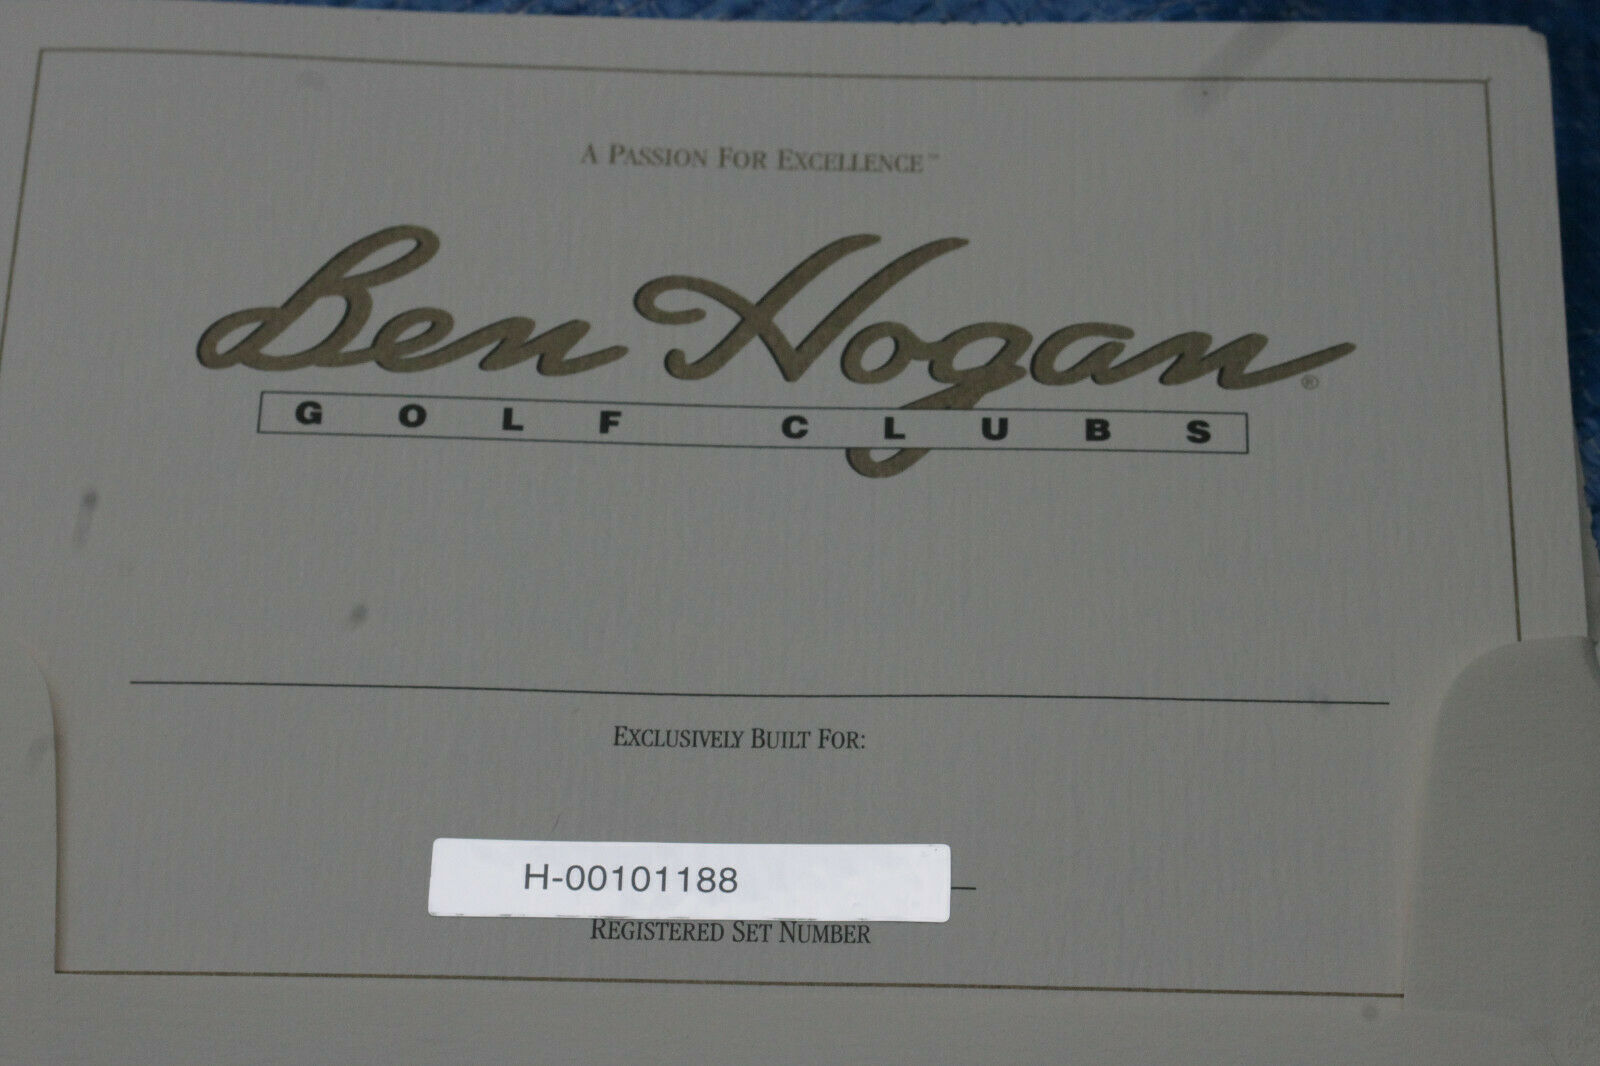 A PASSION FOR EXCELLENCE™
Ben Hogan®
GOLF CLUBS
EXCLUSIVELY BUILT FOR:
H-00101188
REGISTERED SET NUMBER